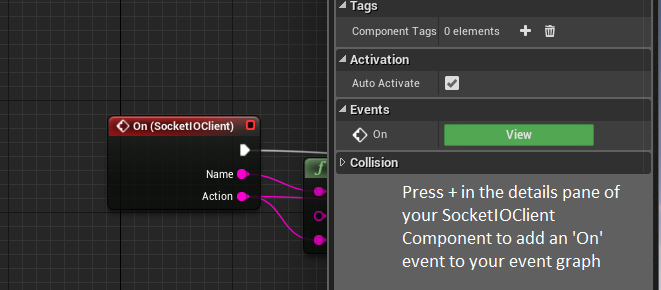 Tags
Component Tags 0 elements
Activation
Auto Activate
Events
On View
Collision
On (SocketIOClient)
Name
Action
f
Press + in the details pane of
your SocketIOClient
Component to add an 'On'
event to your event graph